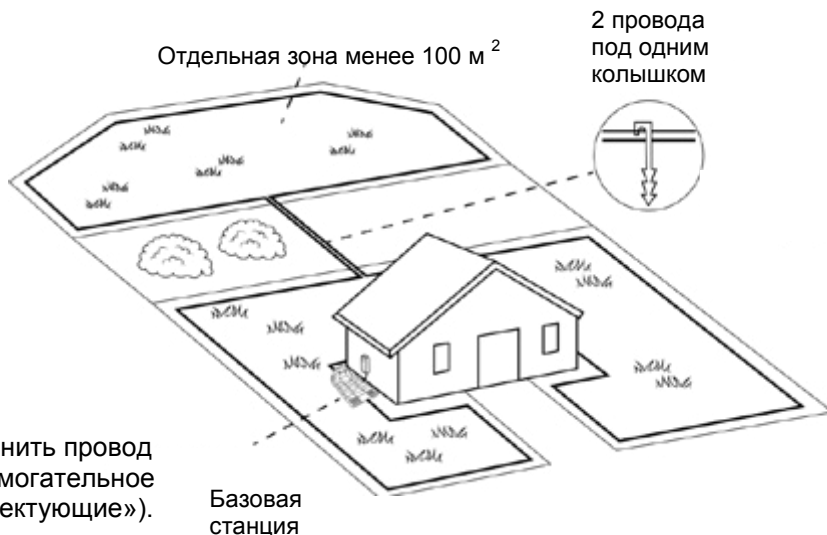 2 провода
под одним
колышком
Отдельная зона менее 100 м ²
нить провод
могательное
ектующие»).
Базовая
станция